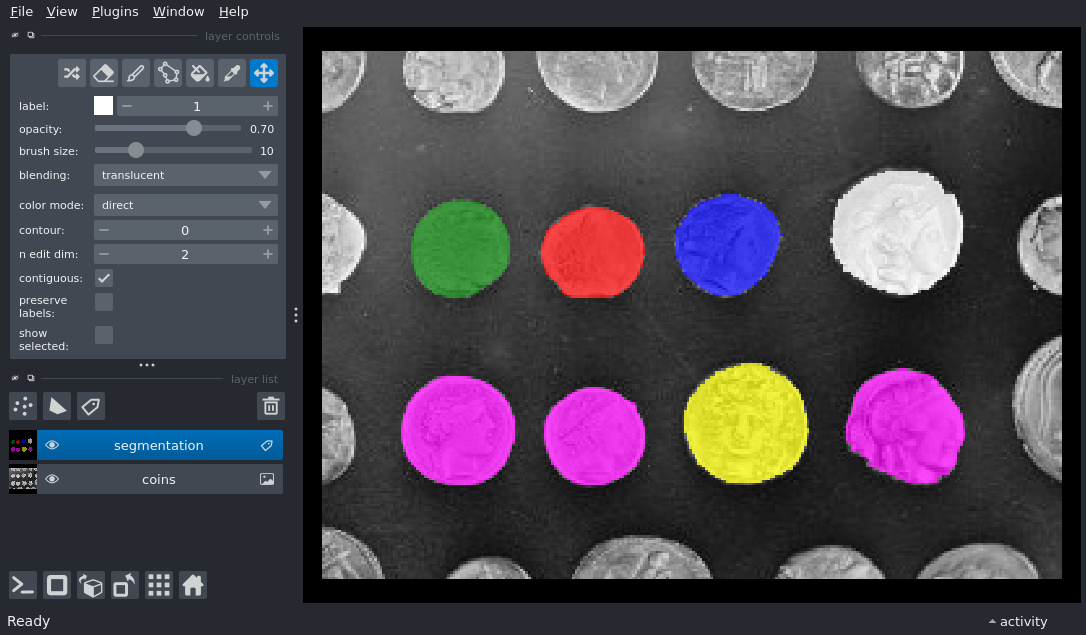 File View Plugins Window Help
layer controls
label: 1
opacity: 0.70
brush size: 10
blending: translucent
color mode: direct
contour: 0
n edit dim: 2
contiguous:
preserve
labels:
show
selected:
layer list
segmentation
coins
Ready
activity